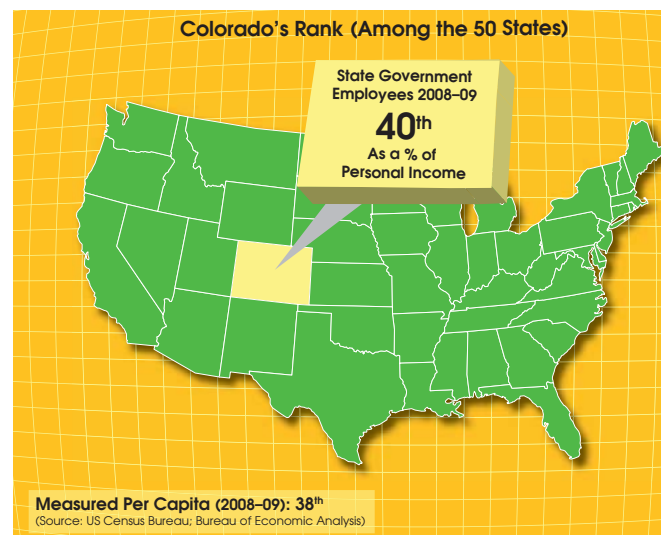 Colorado's Rank (Among the 50 States)
State Government
Employees 2008–09
40th
As a % of
Personal Income
Measured Per Capita (2008–09): 38th
(Source: US Census Bureau; Bureau of Economic Analysis)